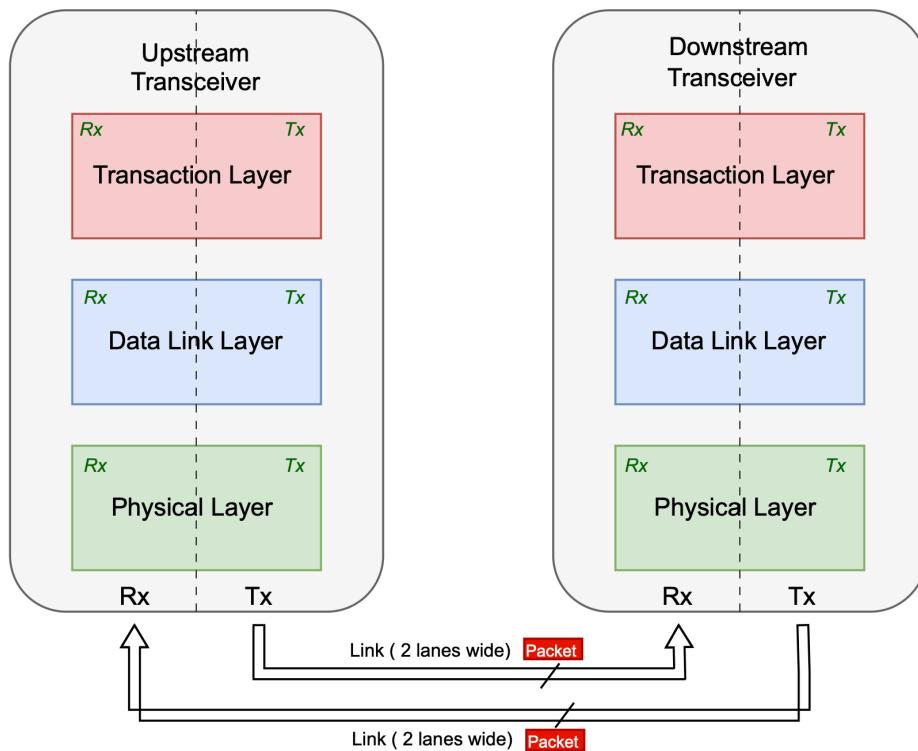 Upstream
Transceiver
Rx Tx
Transaction Layer
Rx Tx
Data Link Layer
Rx Tx
Physical Layer
Rx Tx
Downstream
Transceiver
Rx Tx
Transaction Layer
Rx Tx
Data Link Layer
Rx Tx
Physical Layer
Rx Tx
Link ( 2 lanes wide) Packet
Link ( 2 lanes wide) Packet